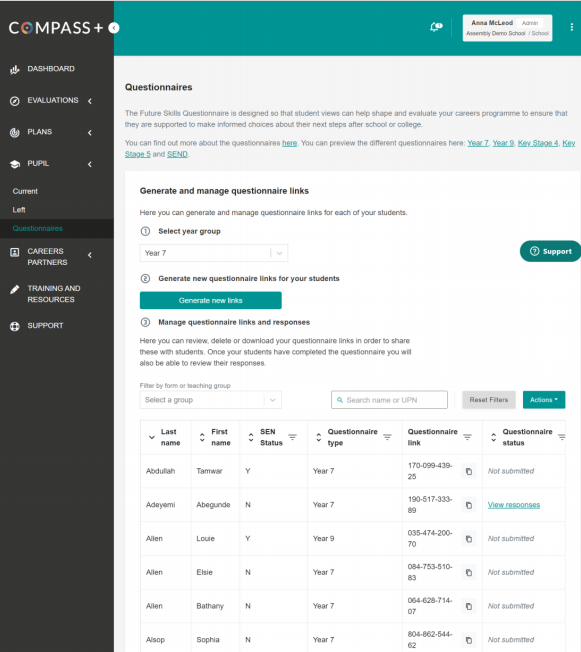 COMPASS+
Anna McLeod Admin
Assembly Demo School / School
DASHBOARD
EVALUATIONS
PLANS
PUPIL
Current
Left
Questionnaires
CAREERS
PARTNERS
TRAINING AND
RESOURCES
SUPPORT
Questionnaires
The Future Skills Questionnaire is designed so that student views can help shape and evaluate your careers programme to ensure that
they are supported to make informed choices about their next steps after school or college.
You can find out more about the questionnaires here. You can preview the different questionnaires here: Year 7, Year 9, Key Stage 4, Key
Stage 5 and SEND.
Generate and manage questionnaire links
Here you can generate and manage questionnaire links for each of your students.
1 Select year group
Year 7
Support
2 Generate new questionnaire links for your students
Generate new links
3 Manage questionnaire links and responses
Here you can review, delete or download your questionnaire links in order to share
these with students. Once your students have completed the questionnaire you will
also be able to review their responses.
Filter by form or teaching group
Select a group
Search name or UPN
Reset Filters
Actions
Last name First name SEN Status Questionnaire type Questionnaire link Questionnaire status
Abdullah Tamwar Y Year 7 170-099-439-25 Not submitted
Adeyemi Abegunde N Year 7 190-517-333-89 View responses
Allen Louie Y Year 9 035-474-200-70 Not submitted
Allen Elsie N Year 7 084-753-510-83 Not submitted
Allen Bathany N Year 7 064-628-714-07 Not submitted
Alsop Sophia N Year 7 804-862-544-62 Not submitted